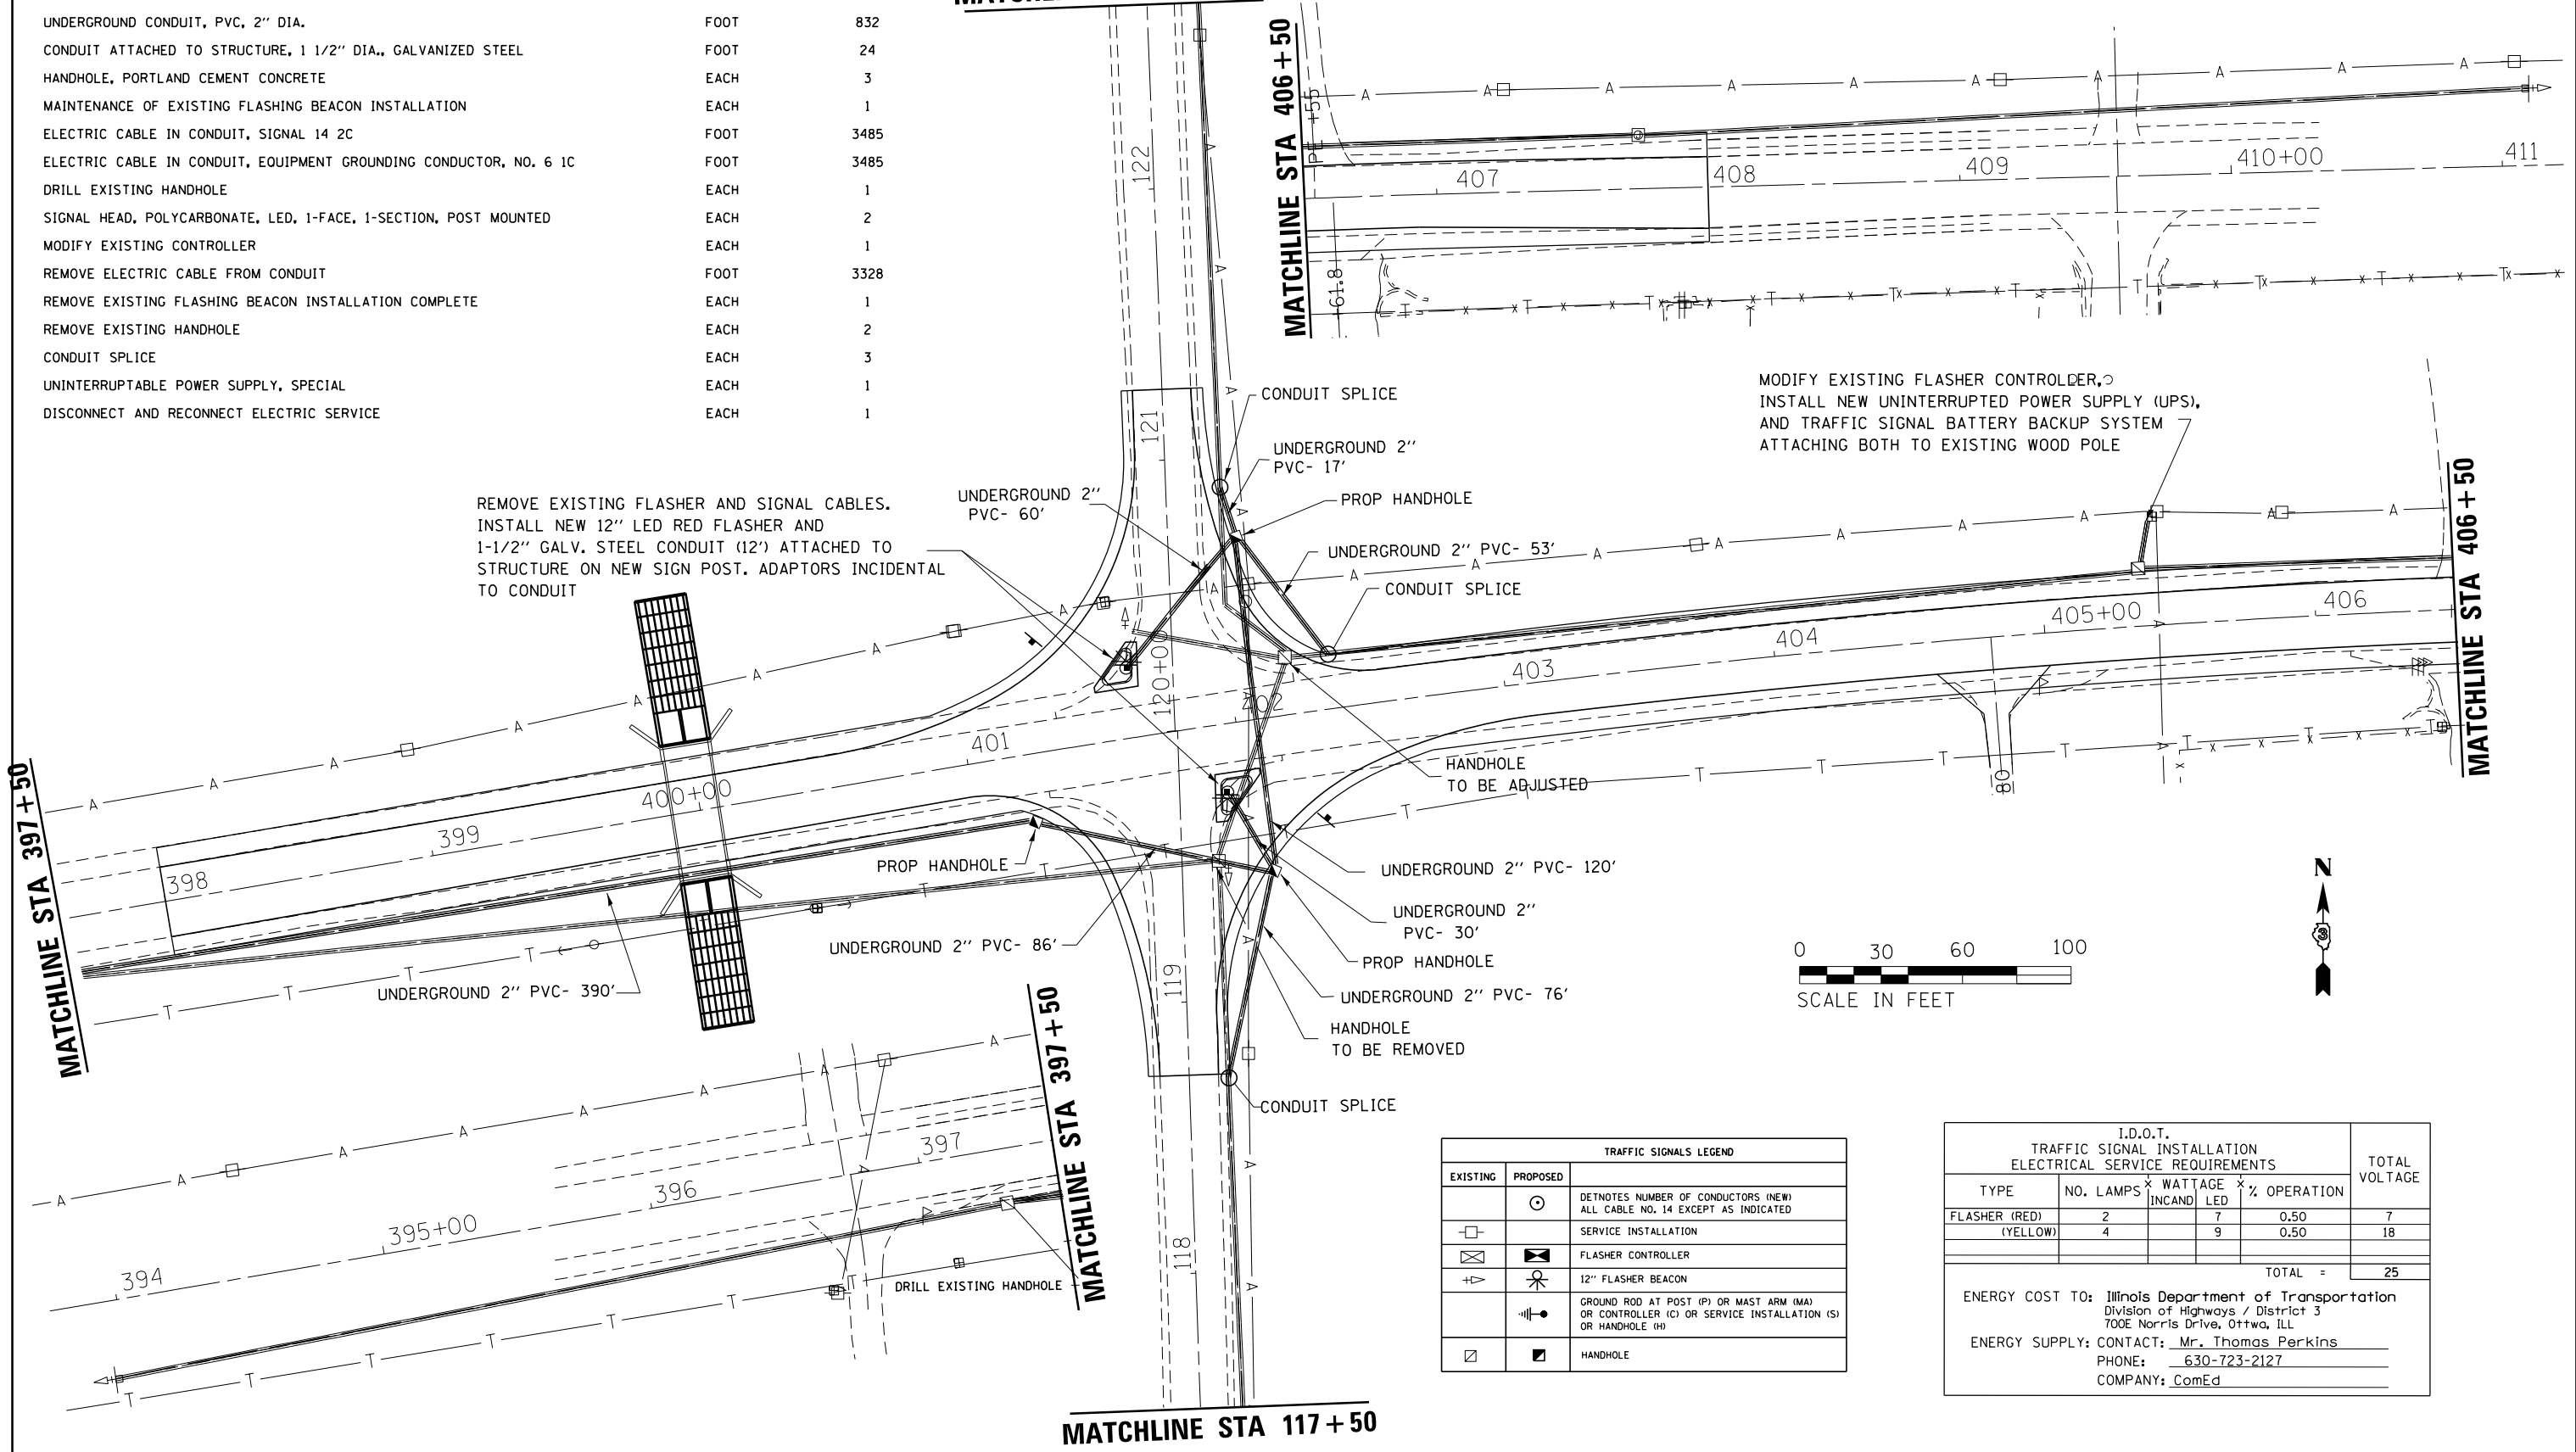 UNDERGROUND CONDUIT, PVC, 2" DIA. FOOT 832
CONDUIT ATTACHED TO STRUCTURE, 1 1/2" DIA., GALVANIZED STEEL FOOT 24
HANDHOLE, PORTLAND CEMENT CONCRETE EACH 3
MAINTENANCE OF EXISTING FLASHING BEACON INSTALLATION EACH 1
ELECTRIC CABLE IN CONDUIT, SIGNAL 14 2C FOOT 3485
ELECTRIC CABLE IN CONDUIT, EQUIPMENT GROUNDING CONDUCTOR, NO. 6 1C FOOT 3485
DRILL EXISTING HANDHOLE EACH 1
SIGNAL HEAD, POLYCARBONATE, LED, 1-FACE, 1-SECTION, POST MOUNTED EACH 2
MODIFY EXISTING CONTROLLER EACH 1
REMOVE ELECTRIC CABLE FROM CONDUIT FOOT 3328
REMOVE EXISTING FLASHING BEACON INSTALLATION COMPLETE EACH 1
REMOVE EXISTING HANDHOLE EACH 2
CONDUIT SPLICE EACH 3
UNINTERRUPTABLE POWER SUPPLY, SPECIAL EACH 1
DISCONNECT AND RECONNECT ELECTRIC SERVICE EACH 1
MATCHLINE STA 406+50
+55
+61.8
407
408
409
410+00
411
122
121
120+00
119
118
CONDUIT SPLICE
UNDERGROUND 2"
PVC- 17'
PROP HANDHOLE
UNDERGROUND 2"
PVC- 60'
UNDERGROUND 2" PVC- 53'
CONDUIT SPLICE
MODIFY EXISTING FLASHER CONTROLLER,
INSTALL NEW UNINTERRUPTED POWER SUPPLY (UPS),
AND TRAFFIC SIGNAL BATTERY BACKUP SYSTEM
ATTACHING BOTH TO EXISTING WOOD POLE
REMOVE EXISTING FLASHER AND SIGNAL CABLES.
INSTALL NEW 12" LED RED FLASHER AND
1-1/2" GALV. STEEL CONDUIT (12') ATTACHED TO
STRUCTURE ON NEW SIGN POST. ADAPTORS INCIDENTAL
TO CONDUIT
MATCHLINE STA 406+50
MATCHLINE STA 397+50
398
399
400+00
401
402
403
404
405+00
406
80
HANDHOLE
TO BE ADJUSTED
PROP HANDHOLE
UNDERGROUND 2" PVC- 86'
UNDERGROUND 2" PVC- 390'
UNDERGROUND 2" PVC- 120'
UNDERGROUND 2"
PVC- 30'
PROP HANDHOLE
UNDERGROUND 2" PVC- 76'
HANDHOLE
TO BE REMOVED
CONDUIT SPLICE
N
3
0 30 60 100
SCALE IN FEET
MATCHLINE STA 397+50
394
395+00
396
397
DRILL EXISTING HANDHOLE
MATCHLINE STA 117+50
TRAFFIC SIGNALS LEGEND
EXISTING PROPOSED
DETNOTES NUMBER OF CONDUCTORS (NEW)
ALL CABLE NO. 14 EXCEPT AS INDICATED
SERVICE INSTALLATION
FLASHER CONTROLLER
12" FLASHER BEACON
GROUND ROD AT POST (P) OR MAST ARM (MA)
OR CONTROLLER (C) OR SERVICE INSTALLATION (S)
OR HANDHOLE (H)
HANDHOLE
I.D.O.T.
TRAFFIC SIGNAL INSTALLATION
ELECTRICAL SERVICE REQUIREMENTS
TOTAL
VOLTAGE
TYPE NO. LAMPS X WATTAGE X % OPERATION
INCAND LED
FLASHER (RED) 2 7 0.50 7
(YELLOW) 4 9 0.50 18
TOTAL = 25
ENERGY COST TO: Illinois Department of Transportation
Division of Highways / District 3
700E Norris Drive, Ottwa, ILL
ENERGY SUPPLY: CONTACT: Mr. Thomas Perkins
PHONE: 630-723-2127
COMPANY: ComEd